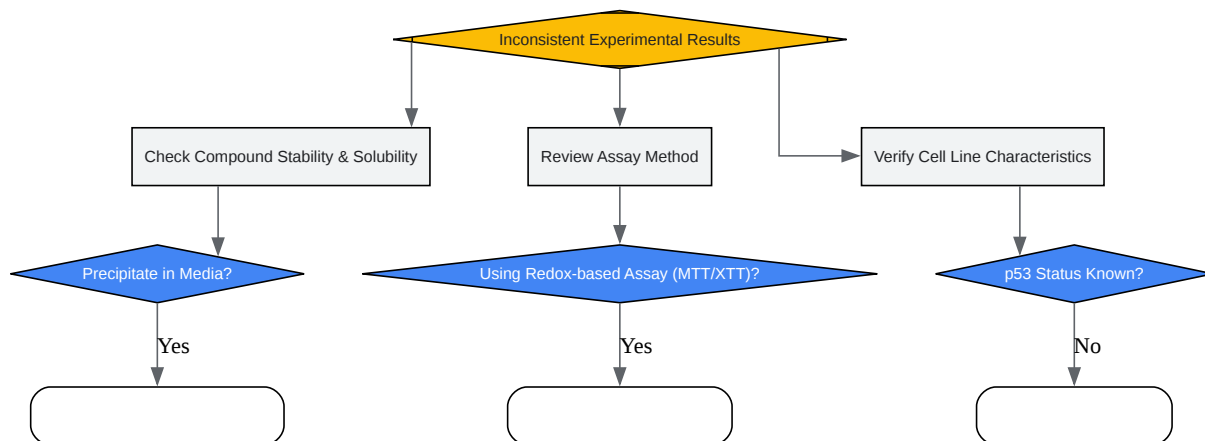 Inconsistent Experimental Results
Check Compound Stability & Solubility
Review Assay Method
Verify Cell Line Characteristics
Precipitate in Media?
Using Redox-based Assay (MTT/XTT)?
p53 Status Known?
Yes
Yes
No